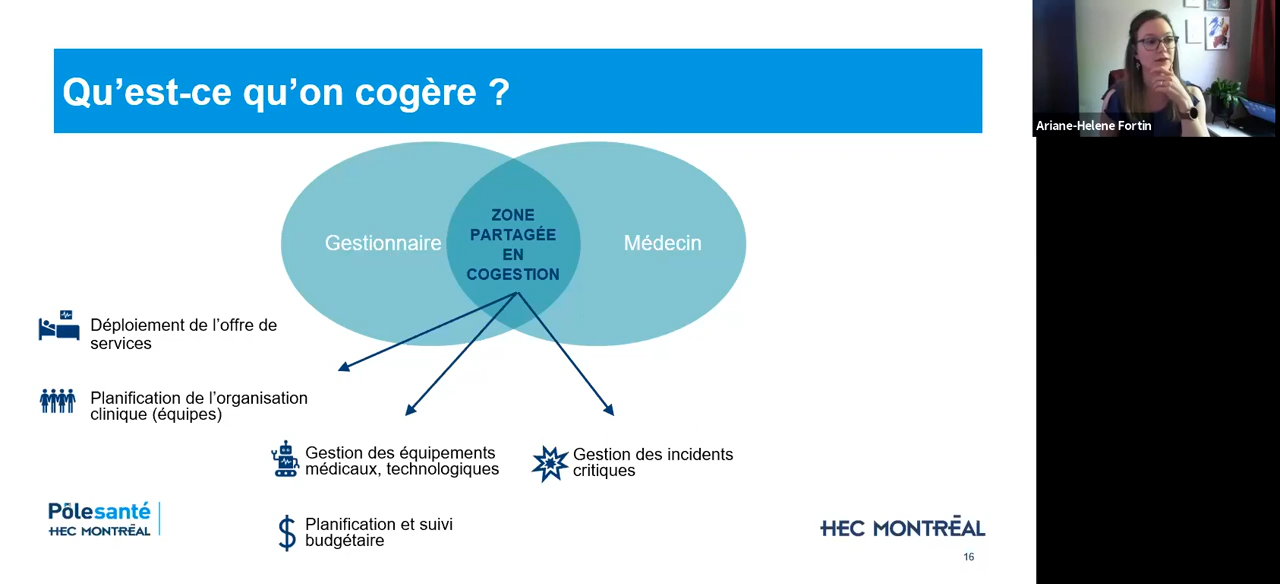 Qu’est-ce qu’on cogère ?
Ariane-Helene Fortin
Gestionnaire
ZONE
PARTAGÉE
EN
COGESTION
Médecin
Déploiement de l’offre de
services
Planification de l’organisation
clinique (équipes)
Gestion des équipements
médicaux, technologiques
Gestion des incidents
critiques
Planification et suivi
budgétaire
Pôlesanté
HEC MONTRĒAL
HEC MONTRĒAL
16